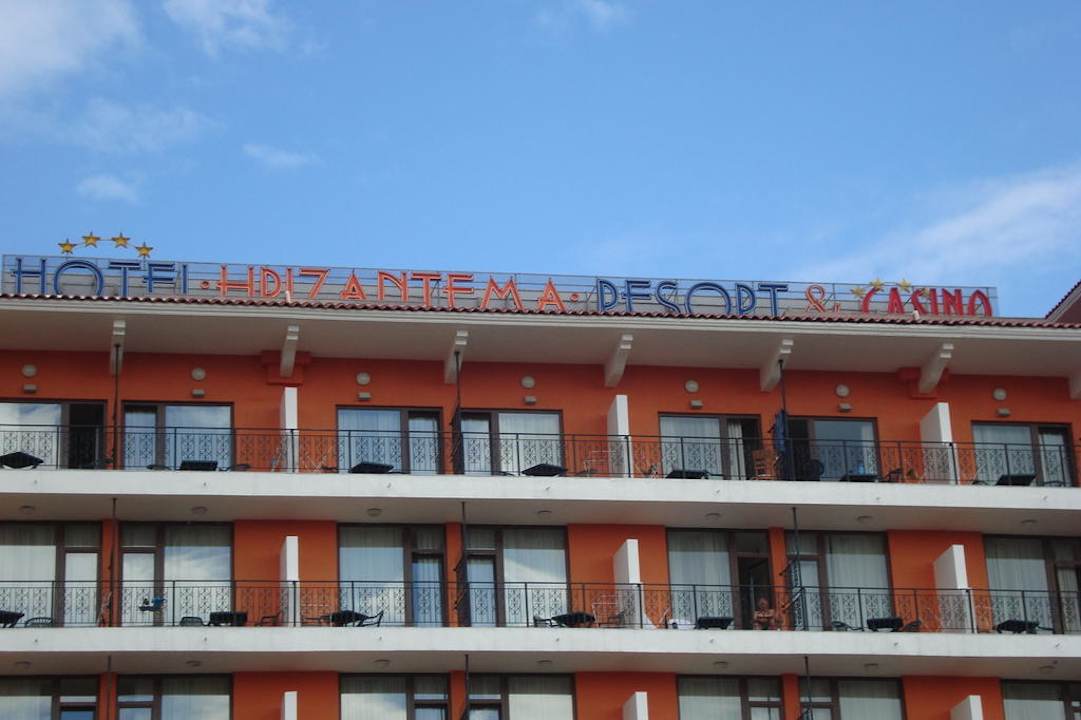 HOTEL · HRIZANTEMA · RESORT & CASINO